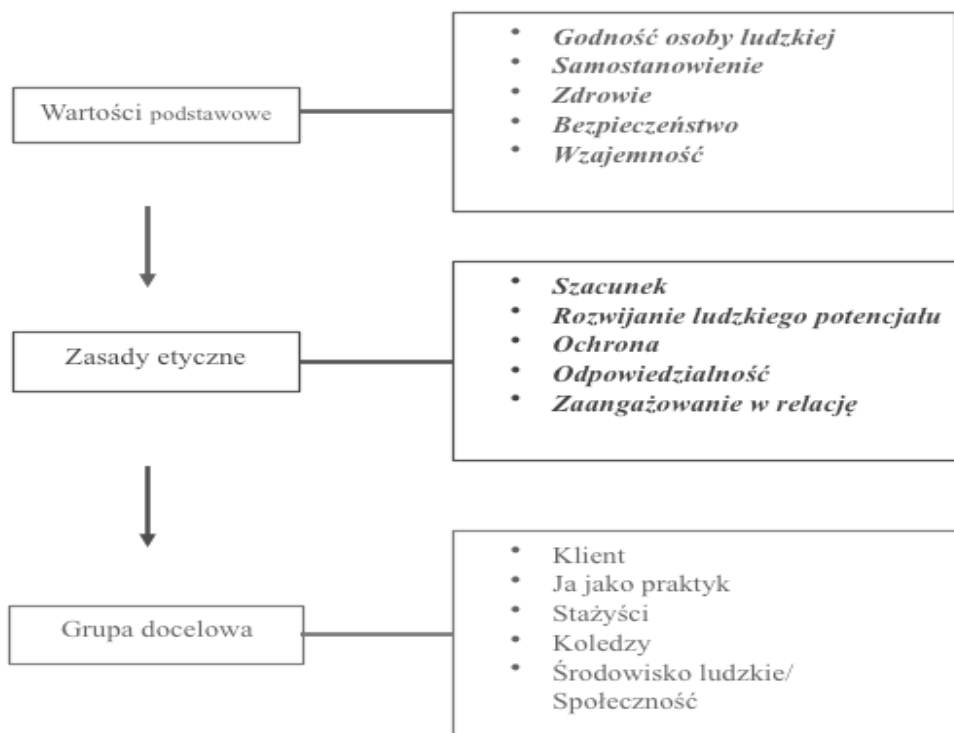 Wartości podstawowe
• Godność osoby ludzkiej
• Samostanowienie
• Zdrowie
• Bezpieczeństwo
• Wzajemność
Zasady etyczne
• Szacunek
• Rozwijanie ludzkiego potencjału
• Ochrona
• Odpowiedzialność
• Zaangażowanie w relację
Grupa docelowa
• Klient
• Ja jako praktyk
• Stażyści
• Koledzy
• Środowisko ludzkie/
Społeczność